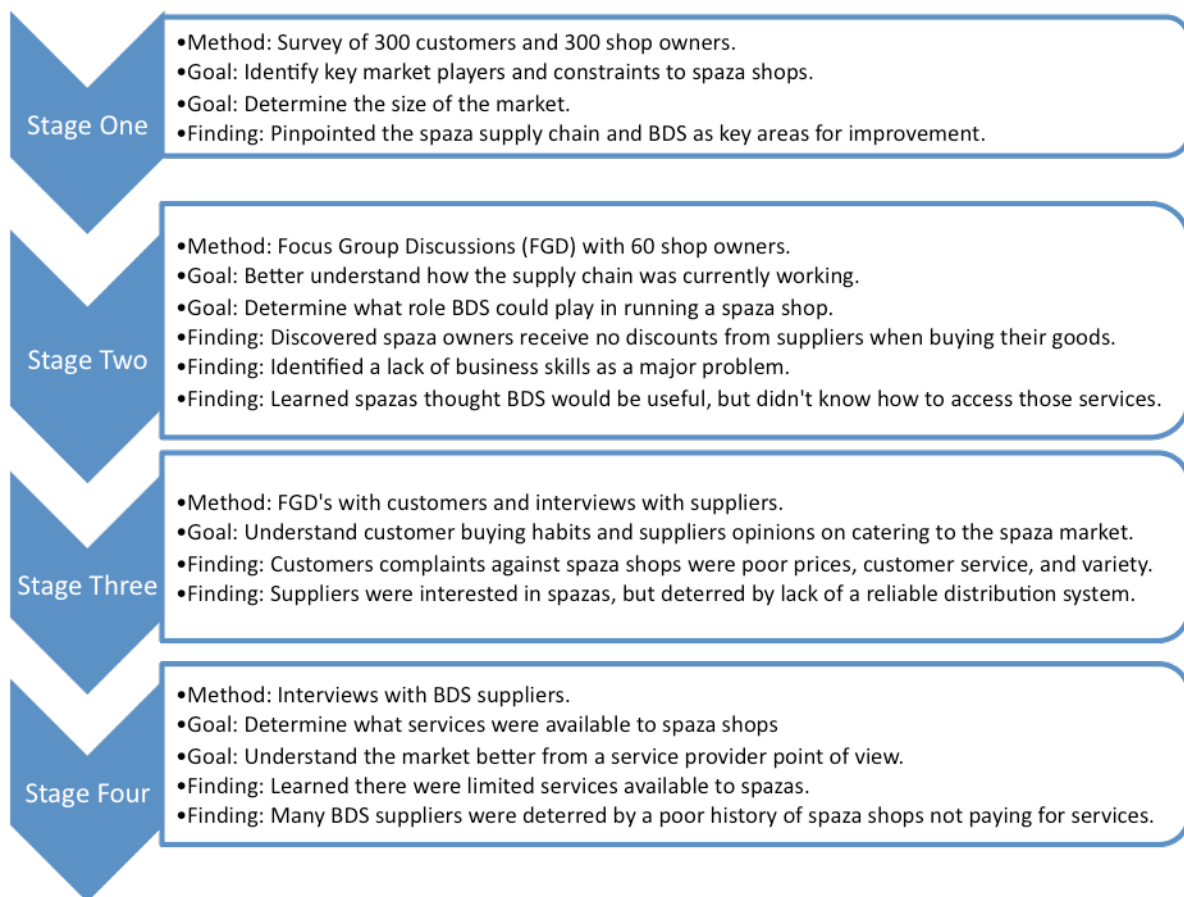 Stage One
•Method: Survey of 300 customers and 300 shop owners.
•Goal: Identify key market players and constraints to spaza shops.
•Goal: Determine the size of the market.
•Finding: Pinpointed the spaza supply chain and BDS as key areas for improvement.
Stage Two
•Method: Focus Group Discussions (FGD) with 60 shop owners.
•Goal: Better understand how the supply chain was currently working.
•Goal: Determine what role BDS could play in running a spaza shop.
•Finding: Discovered spaza owners receive no discounts from suppliers when buying their goods.
•Finding: Identified a lack of business skills as a major problem.
•Finding: Learned spazas thought BDS would be useful, but didn't know how to access those services.
Stage Three
•Method: FGD's with customers and interviews with suppliers.
•Goal: Understand customer buying habits and suppliers opinions on catering to the spaza market.
•Finding: Customers complaints against spaza shops were poor prices, customer service, and variety.
•Finding: Suppliers were interested in spazas, but deterred by lack of a reliable distribution system.
Stage Four
•Method: Interviews with BDS suppliers.
•Goal: Determine what services were available to spaza shops
•Goal: Understand the market better from a service provider point of view.
•Finding: Learned there were limited services available to spazas.
•Finding: Many BDS suppliers were deterred by a poor history of spaza shops not paying for services.